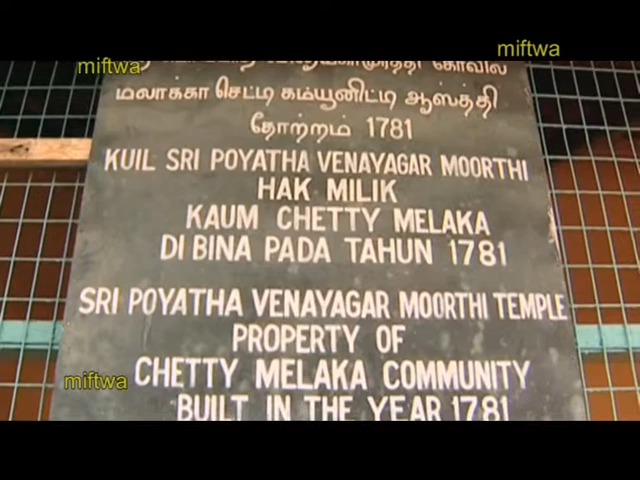 miftwa
miftwa
கோவில்
மலாக்கா செட்டி கம்யூனிட்டி ஆஸத்தி
தோற்றம் 1781
KUIL SRI POYATHA VENAYAGAR MOORTHI
HAK MILIK
KAUM CHETTY MELAKA
DI BINA PADA TAHUN 1781
SRI POYATHA VENAYAGAR MOORTHI TEMPLE
PROPERTY OF
miftwa
CHETTY MELAKA COMMUNITY
BUILT IN THE YEAR 1781